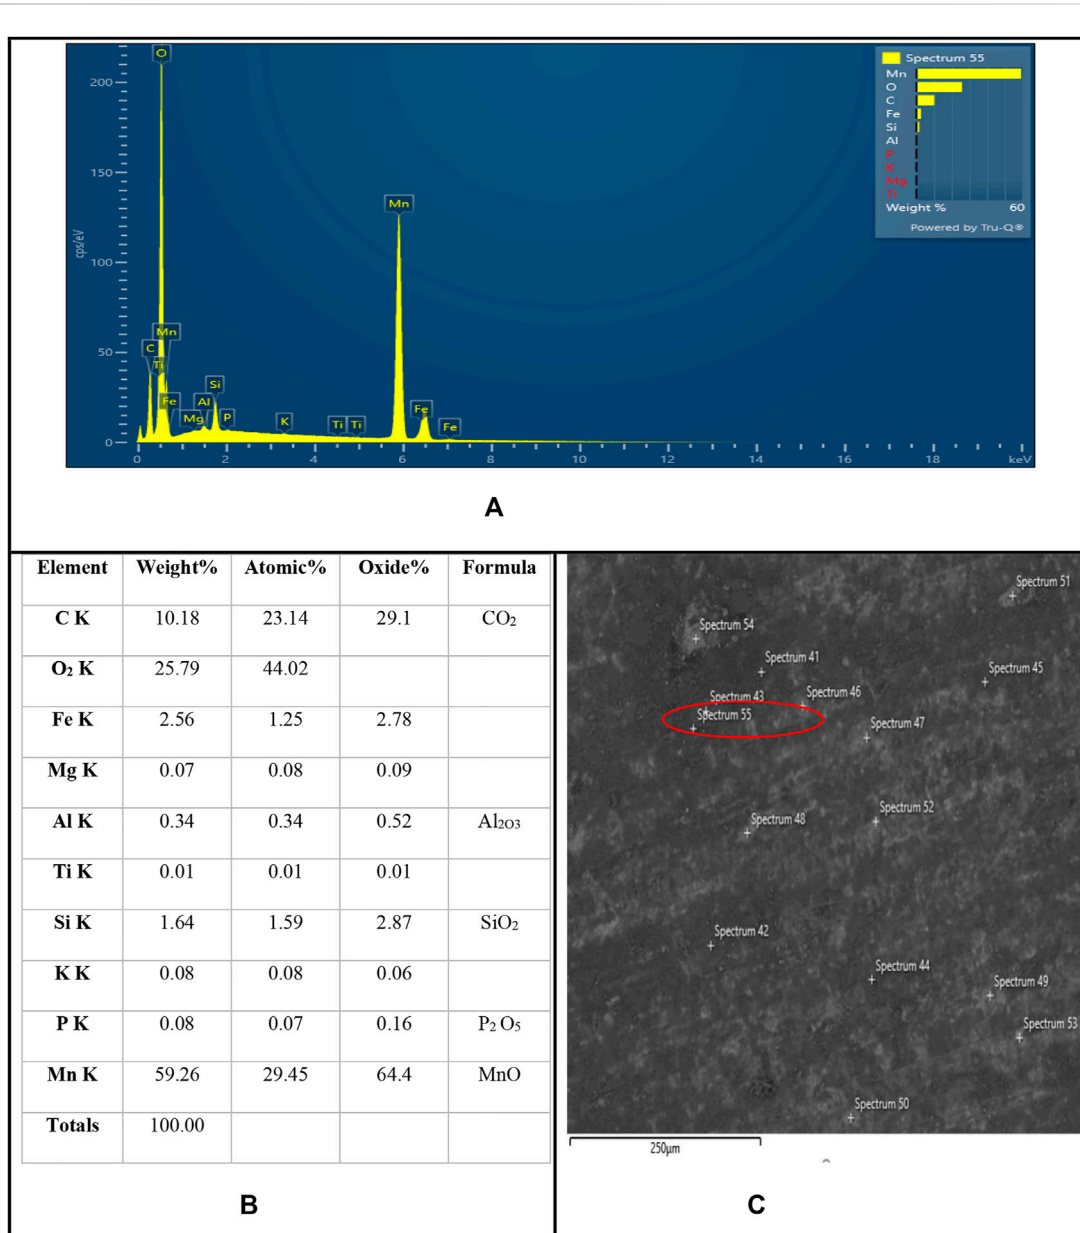 Spectrum 55
Mn
O
C
Fe
Si
Al
P
K
Mg
Ti
Weight % 60
Powered by Tru-Q®
cps/eV
200
150
100
50
0
O
Mn
Mn
C
Ti
Fe
Mg
Al
Si
P
K
Ti
Ti
Fe
Fe
0 2 4 6 8 10 12 14 16 18 keV
A
Element Weight% Atomic% Oxide% Formula
C K 10.18 23.14 29.1 CO₂
O₂ K 25.79 44.02
Fe K 2.56 1.25 2.78
Mg K 0.07 0.08 0.09
Al K 0.34 0.34 0.52 Al₂₀₃
Ti K 0.01 0.01 0.01
Si K 1.64 1.59 2.87 SiO₂
K K 0.08 0.08 0.06
P K 0.08 0.07 0.16 P₂ O₅
Mn K 59.26 29.45 64.4 MnO
Totals 100.00
B
Spectrum 51
Spectrum 54
Spectrum 41
Spectrum 45
Spectrum 43
Spectrum 46
Spectrum 55
Spectrum 47
Spectrum 52
Spectrum 48
Spectrum 42
Spectrum 44
Spectrum 49
Spectrum 53
Spectrum 50
250µm
C